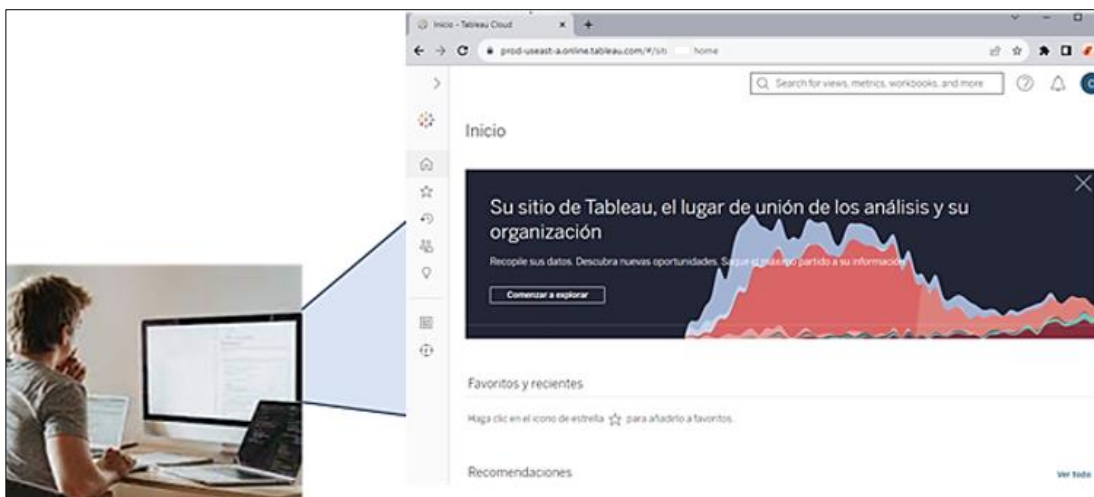 Inicio - Tableau Cloud
prod-useast-a.online.tableau.com/#/sit home
Search for views, metrics, workbooks, and more
Inicio
Su sitio de Tableau, el lugar de unión de los análisis y su
organización
Recopile sus datos. Descubra nuevas oportunidades. Saque el máximo partido a su información.
Comenzar a explorar
Favoritos y recientes
Haga clic en el icono de estrella para añadirlo a favoritos.
Recomendaciones
Ver todo